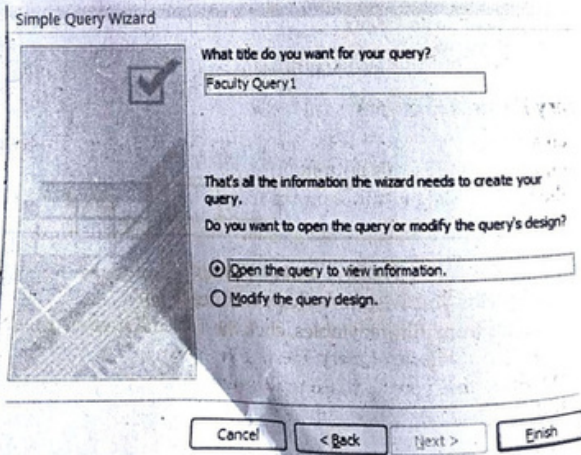 Simple Query Wizard
What title do you want for your query?
Faculty Query1
That's all the information the wizard needs to create your
query.
Do you want to open the query or modify the query's design?
Open the query to view information.
Modify the query design.
Cancel
< Back
Next >
Finish